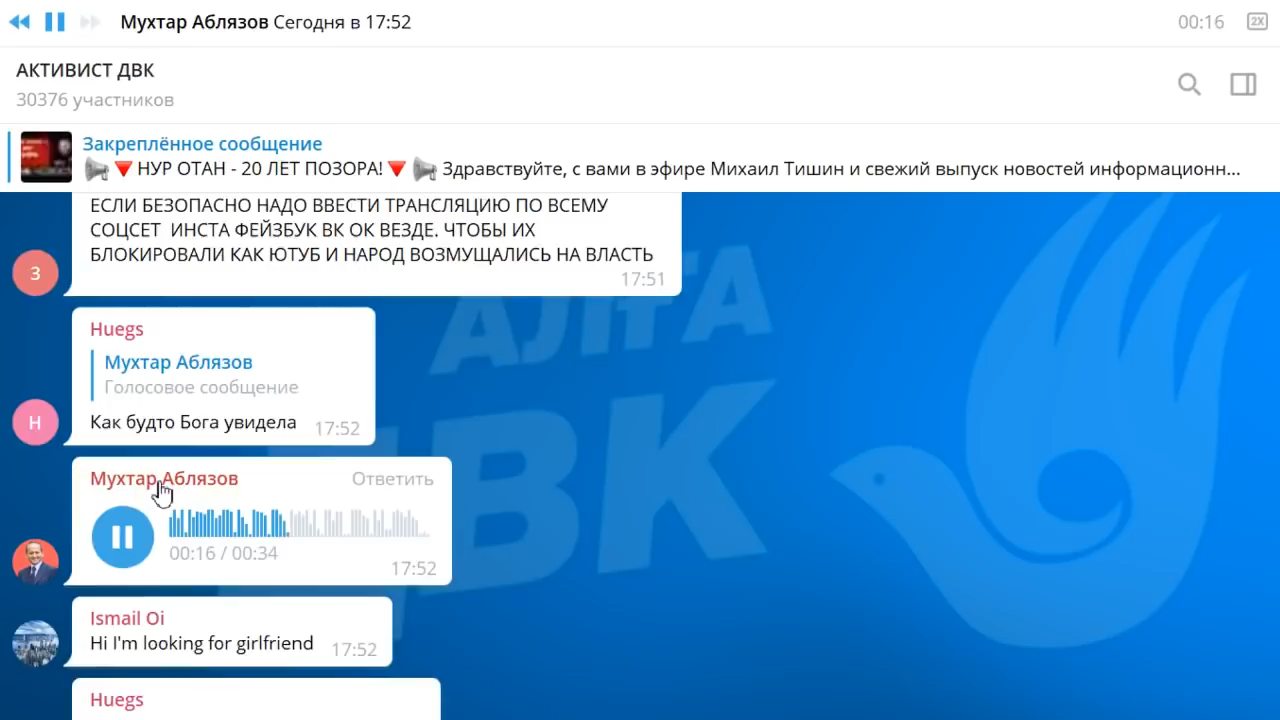 Мухтар Аблязов Сегодня в 17:52
00:16
2X
АКТИВИСТ ДВК
30376 участников
Закреплённое сообщение
НУР ОТАН - 20 ЛЕТ ПОЗОРА! Здравствуйте, с вами в эфире Михаил Тишин и свежий выпуск новостей информационн...
ЕСЛИ БЕЗОПАСНО НАДО ВВЕСТИ ТРАНСЛЯЦИЮ ПО ВСЕМУ
СОЦСЕТ ИНСТА ФЕЙЗБУК ВК ОК ВЕЗДЕ. ЧТОБЫ ИХ
БЛОКИРОВАЛИ КАК ЮТУБ И НАРОД ВОЗМУЩАЛИСЬ НА ВЛАСТЬ
17:51
З
Huegs
Мухтар Аблязов
Голосовое сообщение
Как будто Бога увидела 17:52
H
Мухтар Аблязов Ответить
00:16 / 00:34
17:52
Ismail Oi
Hi I'm looking for girlfriend 17:52
Huegs
АЛҒА
ДВК